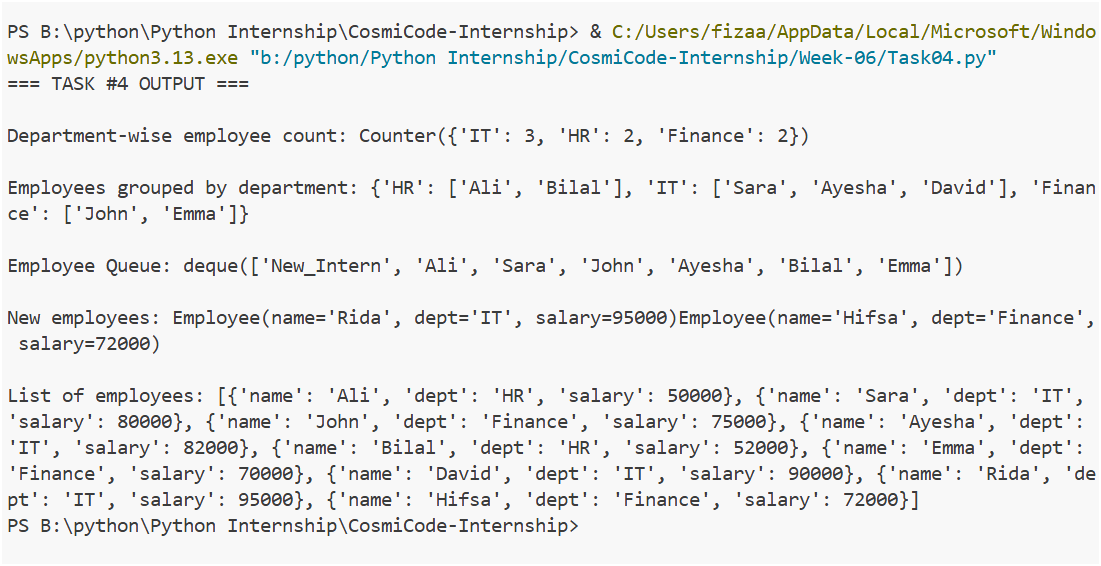 PS B:\python\Python Internship\CosmiCode-Internship> & C:/Users/fizaa/AppData/Local/Microsoft/Windo
wsApps/python3.13.exe "b:/python/Python Internship/CosmiCode-Internship/Week-06/Task04.py"
=== TASK #4 OUTPUT ===
Department-wise employee count: Counter({'IT': 3, 'HR': 2, 'Finance': 2})
Employees grouped by department: {'HR': ['Ali', 'Bilal'], 'IT': ['Sara', 'Ayesha', 'David'], 'Finan
ce': ['John', 'Emma']}
Employee Queue: deque(['New_Intern', 'Ali', 'Sara', 'John', 'Ayesha', 'Bilal', 'Emma'])
New employees: Employee(name='Rida', dept='IT', salary=95000)Employee(name='Hifsa', dept='Finance',
 salary=72000)
List of employees: [{'name': 'Ali', 'dept': 'HR', 'salary': 50000}, {'name': 'Sara', 'dept': 'IT',
'salary': 80000}, {'name': 'John', 'dept': 'Finance', 'salary': 75000}, {'name': 'Ayesha', 'dept':
'IT', 'salary': 82000}, {'name': 'Bilal', 'dept': 'HR', 'salary': 52000}, {'name': 'Emma', 'dept':
'Finance', 'salary': 70000}, {'name': 'David', 'dept': 'IT', 'salary': 90000}, {'name': 'Rida', 'de
pt': 'IT', 'salary': 95000}, {'name': 'Hifsa', 'dept': 'Finance', 'salary': 72000}]
PS B:\python\Python Internship\CosmiCode-Internship>